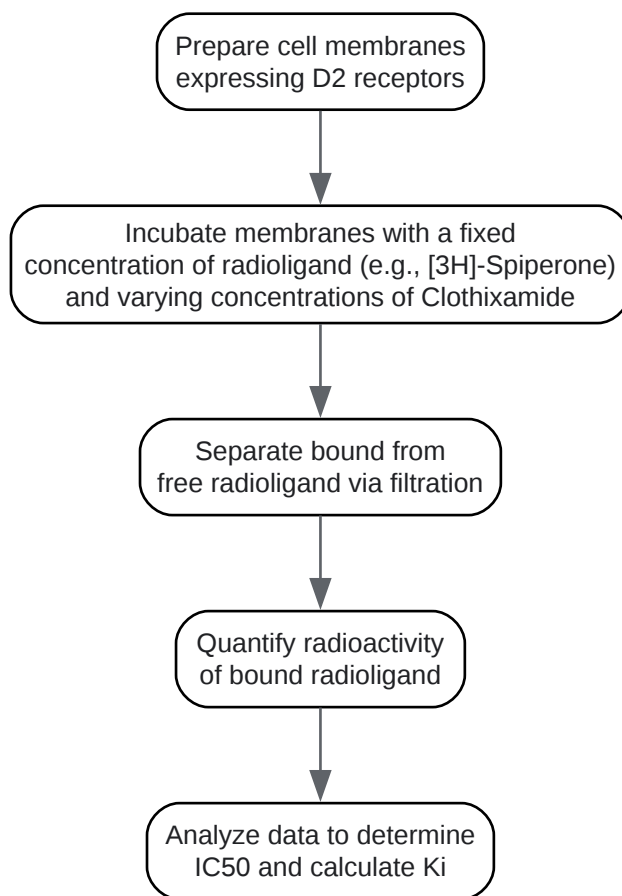 Prepare cell membranes
expressing D2 receptors
Incubate membranes with a fixed
concentration of radioligand (e.g., [3H]-Spiperone)
and varying concentrations of Clothixamide
Separate bound from
free radioligand via filtration
Quantify radioactivity
of bound radioligand
Analyze data to determine
IC50 and calculate Ki